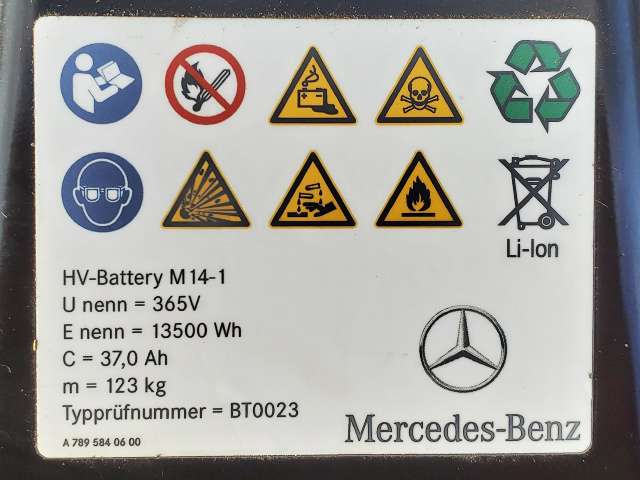 Li-Ion
HV-Battery M14-1
U nenn = 365V
E nenn = 13500 Wh
C = 37,0 Ah
m = 123 kg
Typprüfnummer = BT0023
A 789 584 06 00
Mercedes-Benz